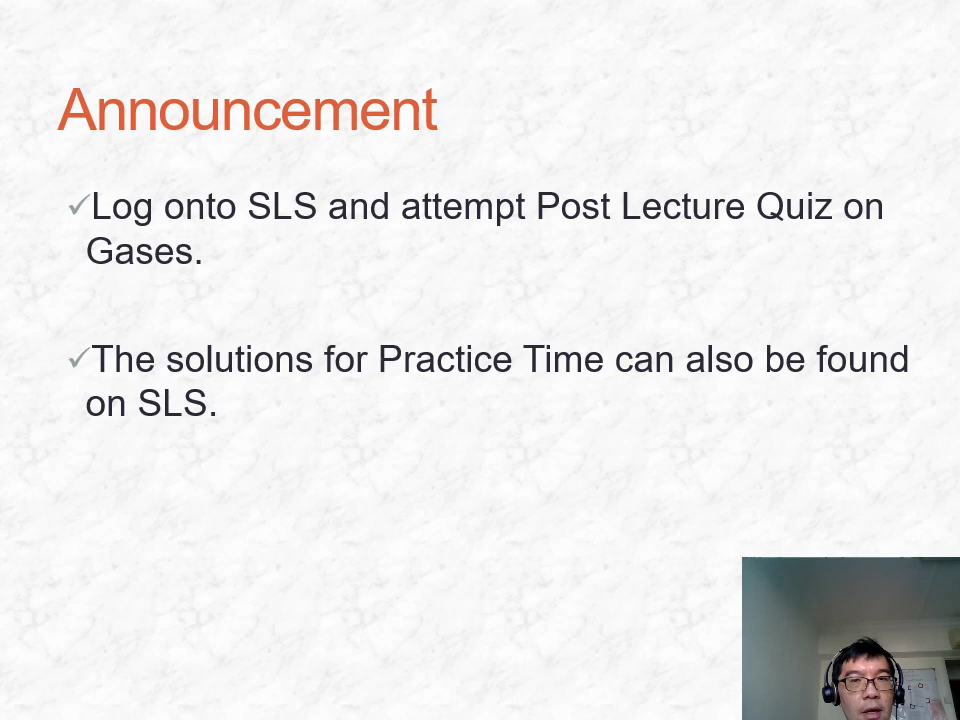 Announcement
Log onto SLS and attempt Post Lecture Quiz on
Gases.
The solutions for Practice Time can also be found
on SLS.